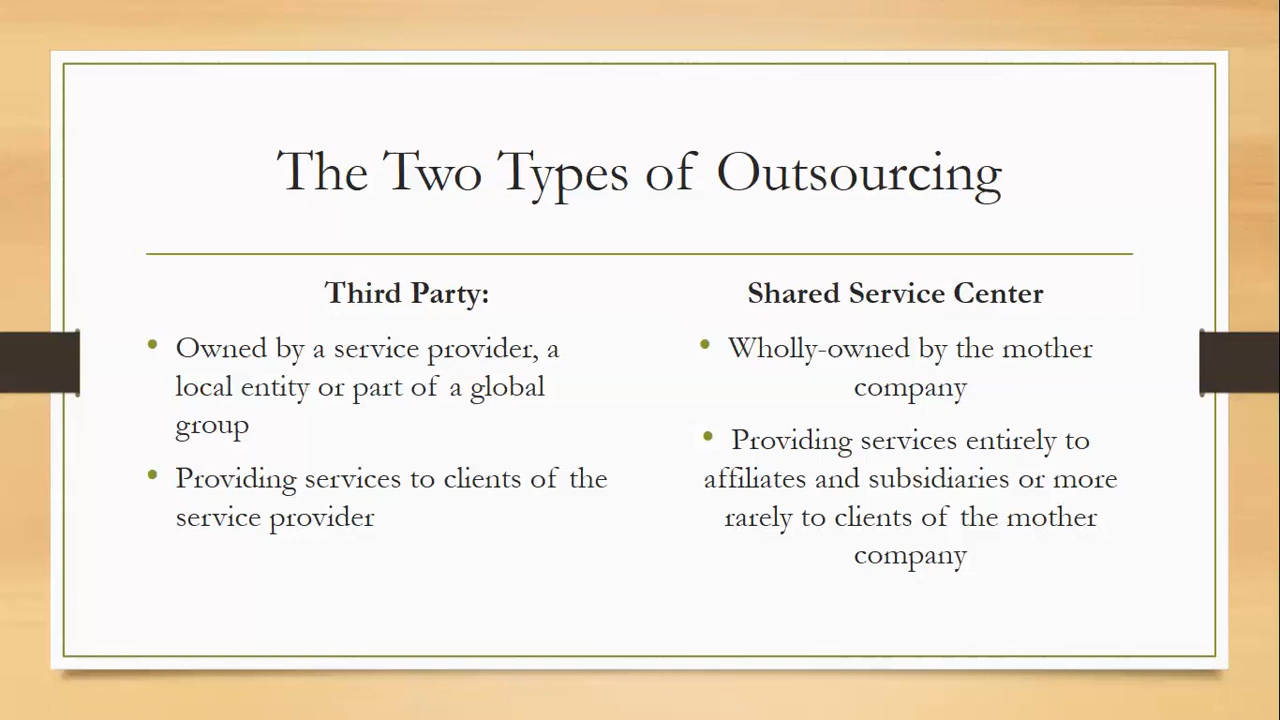 The Two Types of Outsourcing
Third Party:
• Owned by a service provider, a
local entity or part of a global
group
• Providing services to clients of the
service provider
Shared Service Center
• Wholly-owned by the mother
company
• Providing services entirely to
affiliates and subsidiaries or more
rarely to clients of the mother
company